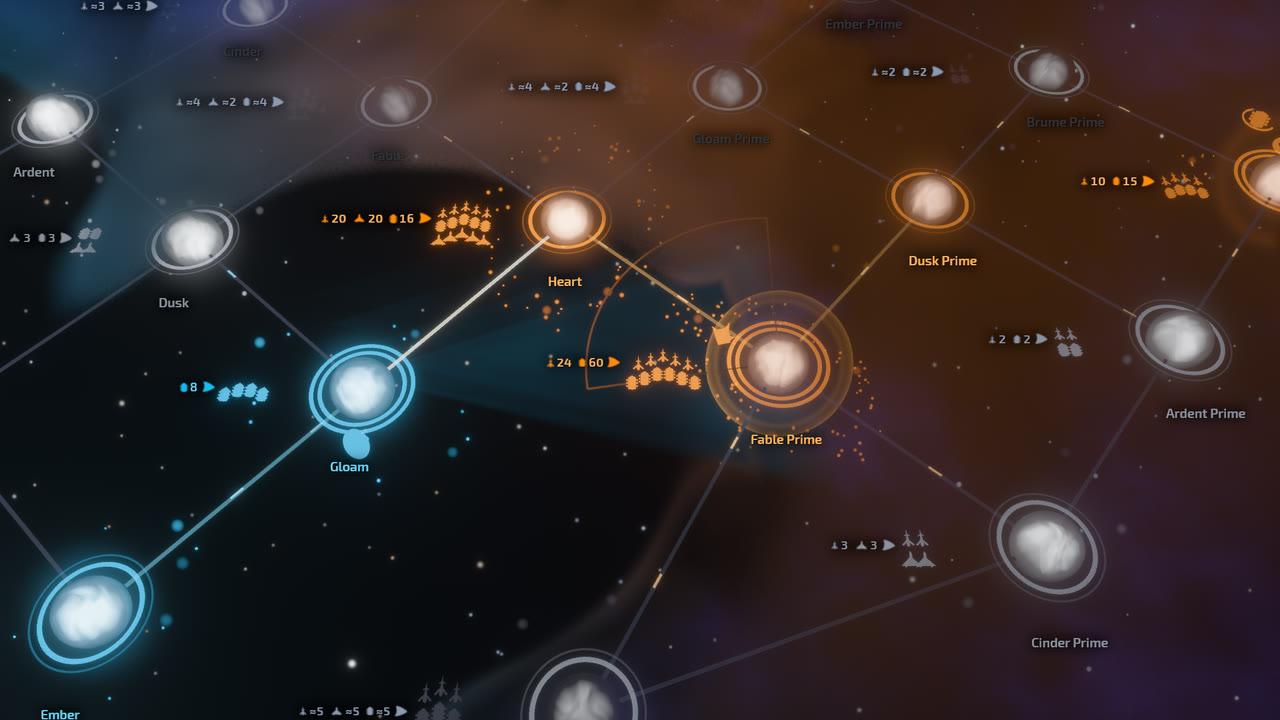 ≈3 ≈3
Cinder
Ember Prime
≈4 ≈2 ≈4
≈4 ≈2 ≈4
≈2 ≈2
Fable
Gloam Prime
Brume Prime
Ardent
10 15
20 20 16
3 3
Heart
Dusk Prime
Dusk
2 2
24 60
8
Ardent Prime
Fable Prime
Gloam
3 3
Cinder Prime
≈5 ≈5 ≈5
Ember